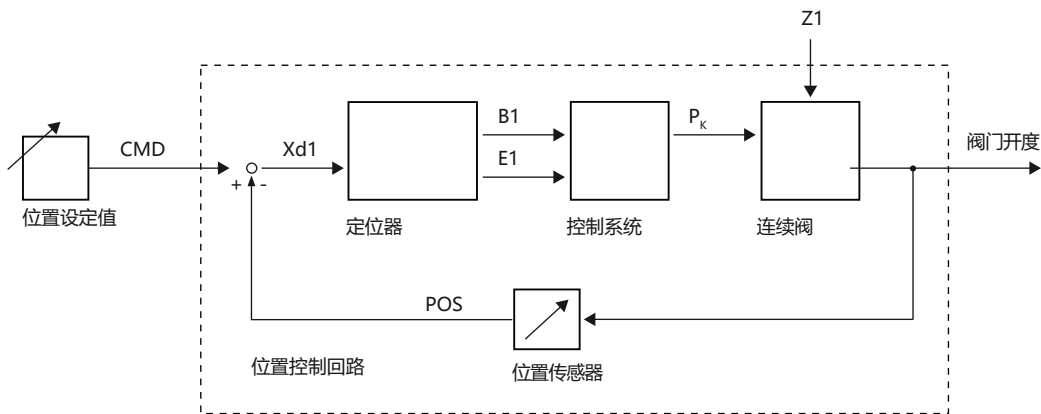 Z1
CMD
+
-
Xd1
B1
E1
PK
阀门开度
位置设定值
定位器
控制系统
连续阀
POS
位置控制回路
位置传感器